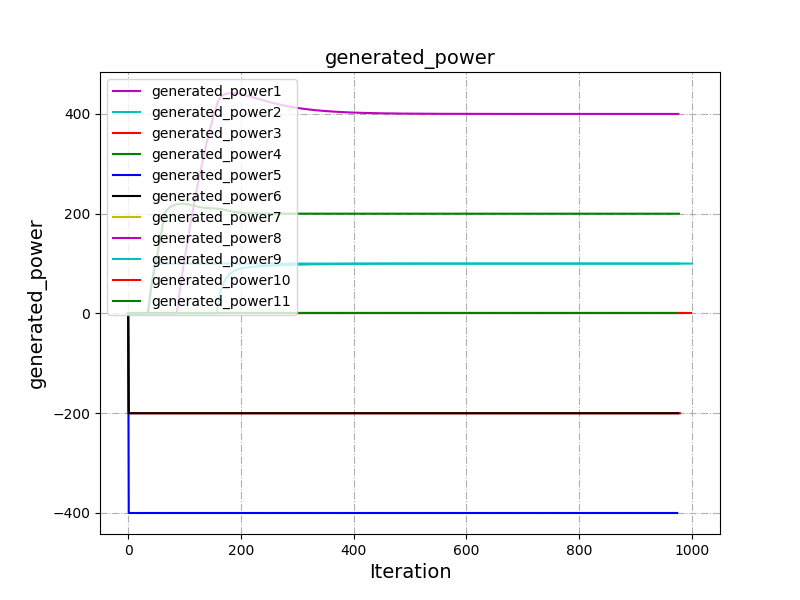 generated_power
generated_power1
generated_power2
generated_power3
generated_power4
generated_power5
generated_power6
generated_power7
generated_power8
generated_power9
generated_power10
generated_power11
generated_power
400
200
0
−200
−400
0 200 400 600 800 1000
Iteration